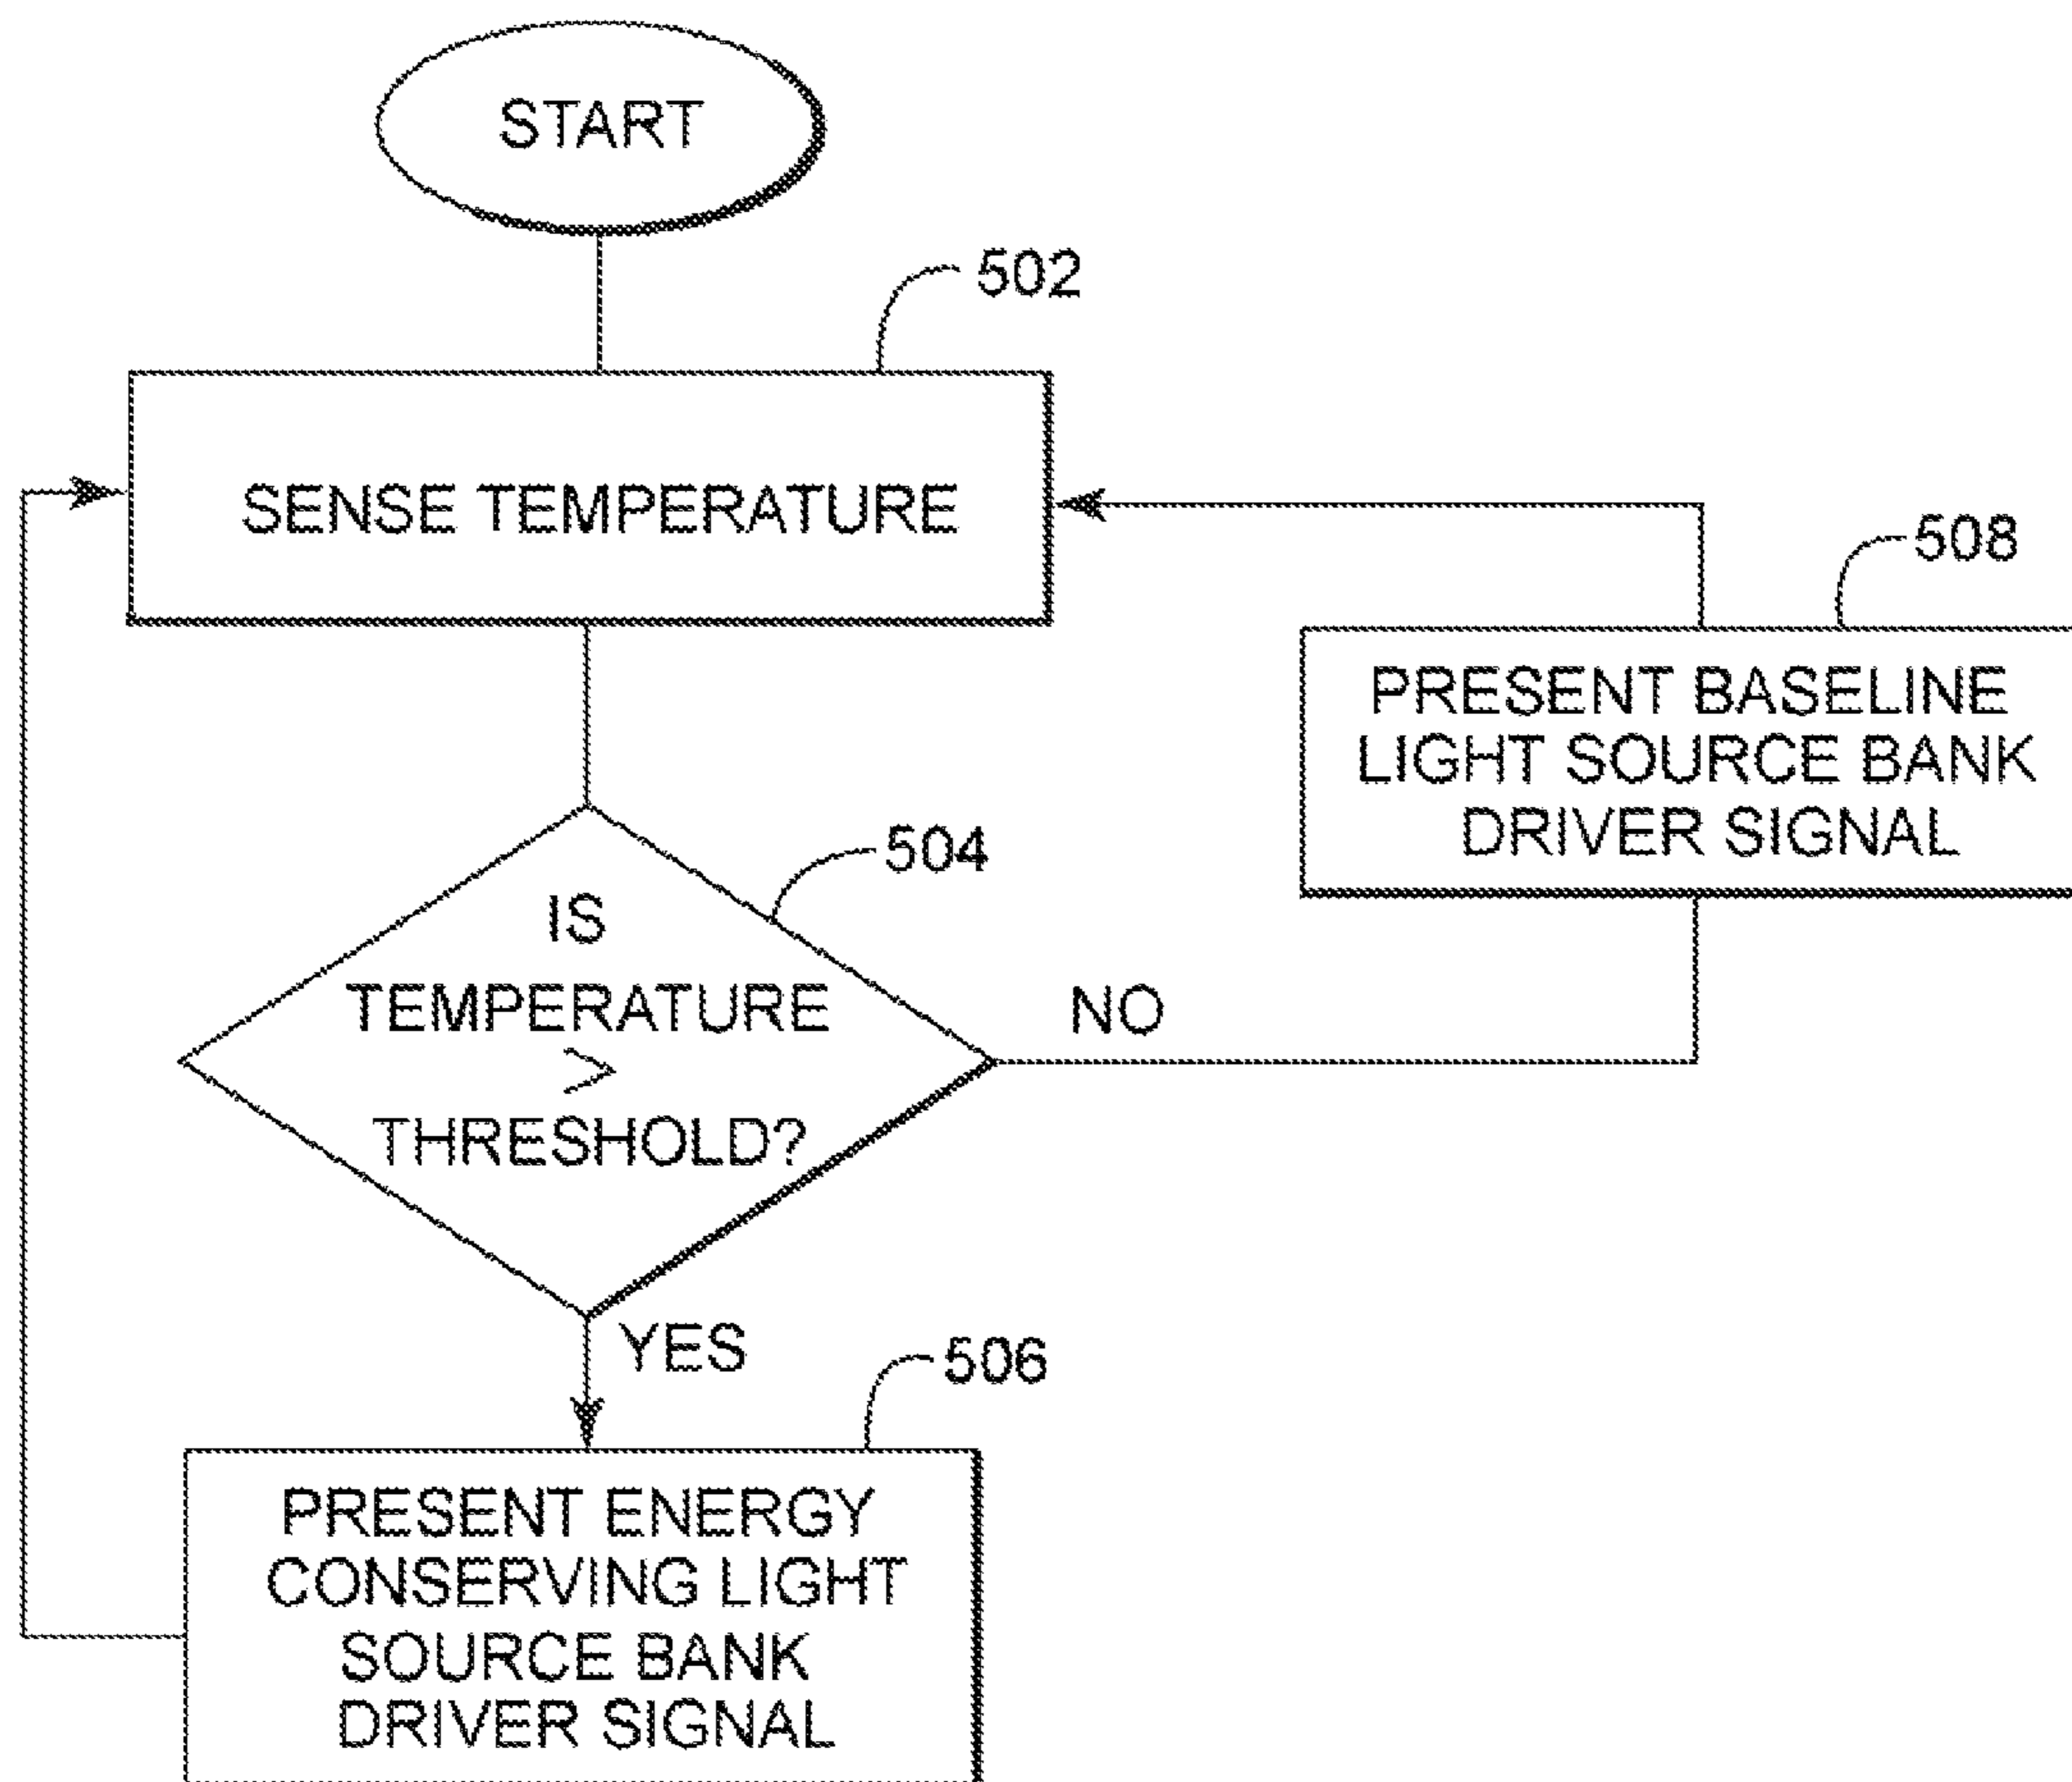 START
502
SENSE TEMPERATURE
508
PRESENT BASELINE
LIGHT SOURCE BANK
DRIVER SIGNAL
504
IS
TEMPERATURE
>
THRESHOLD?
NO
YES
506
PRESENT ENERGY
CONSERVING LIGHT
SOURCE BANK
DRIVER SIGNAL